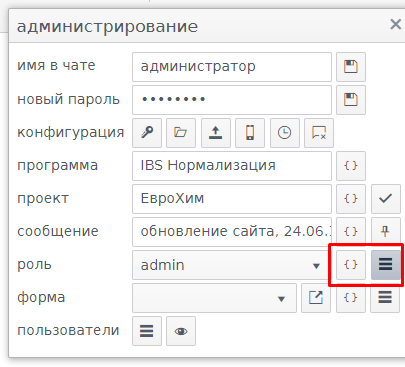 администрирование
имя в чате администратор
новый пароль ••••••••
конфигурация
программа IBS Нормализация { }
проект ЕвроХим { }
сообщение обновление сайта, 24.06. { }
роль admin { }
форма { }
пользователи